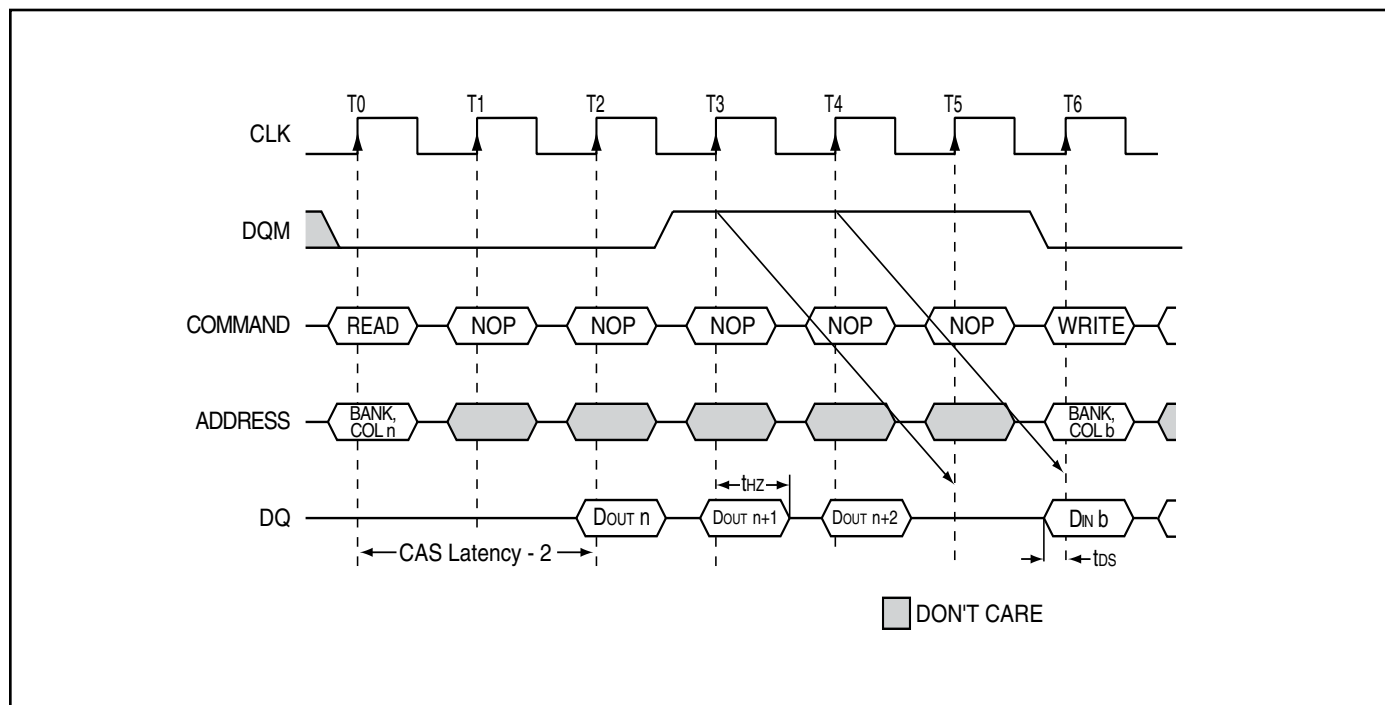 T0 T1 T2 T3 T4 T5 T6
CLK
DQM
COMMAND READ NOP NOP NOP NOP NOP WRITE
ADDRESS BANK, COL n BANK, COL b
tHZ
DQ DOUT n DOUT n+1 DOUT n+2 DIN b
CAS Latency - 2 tDS
DON'T CARE